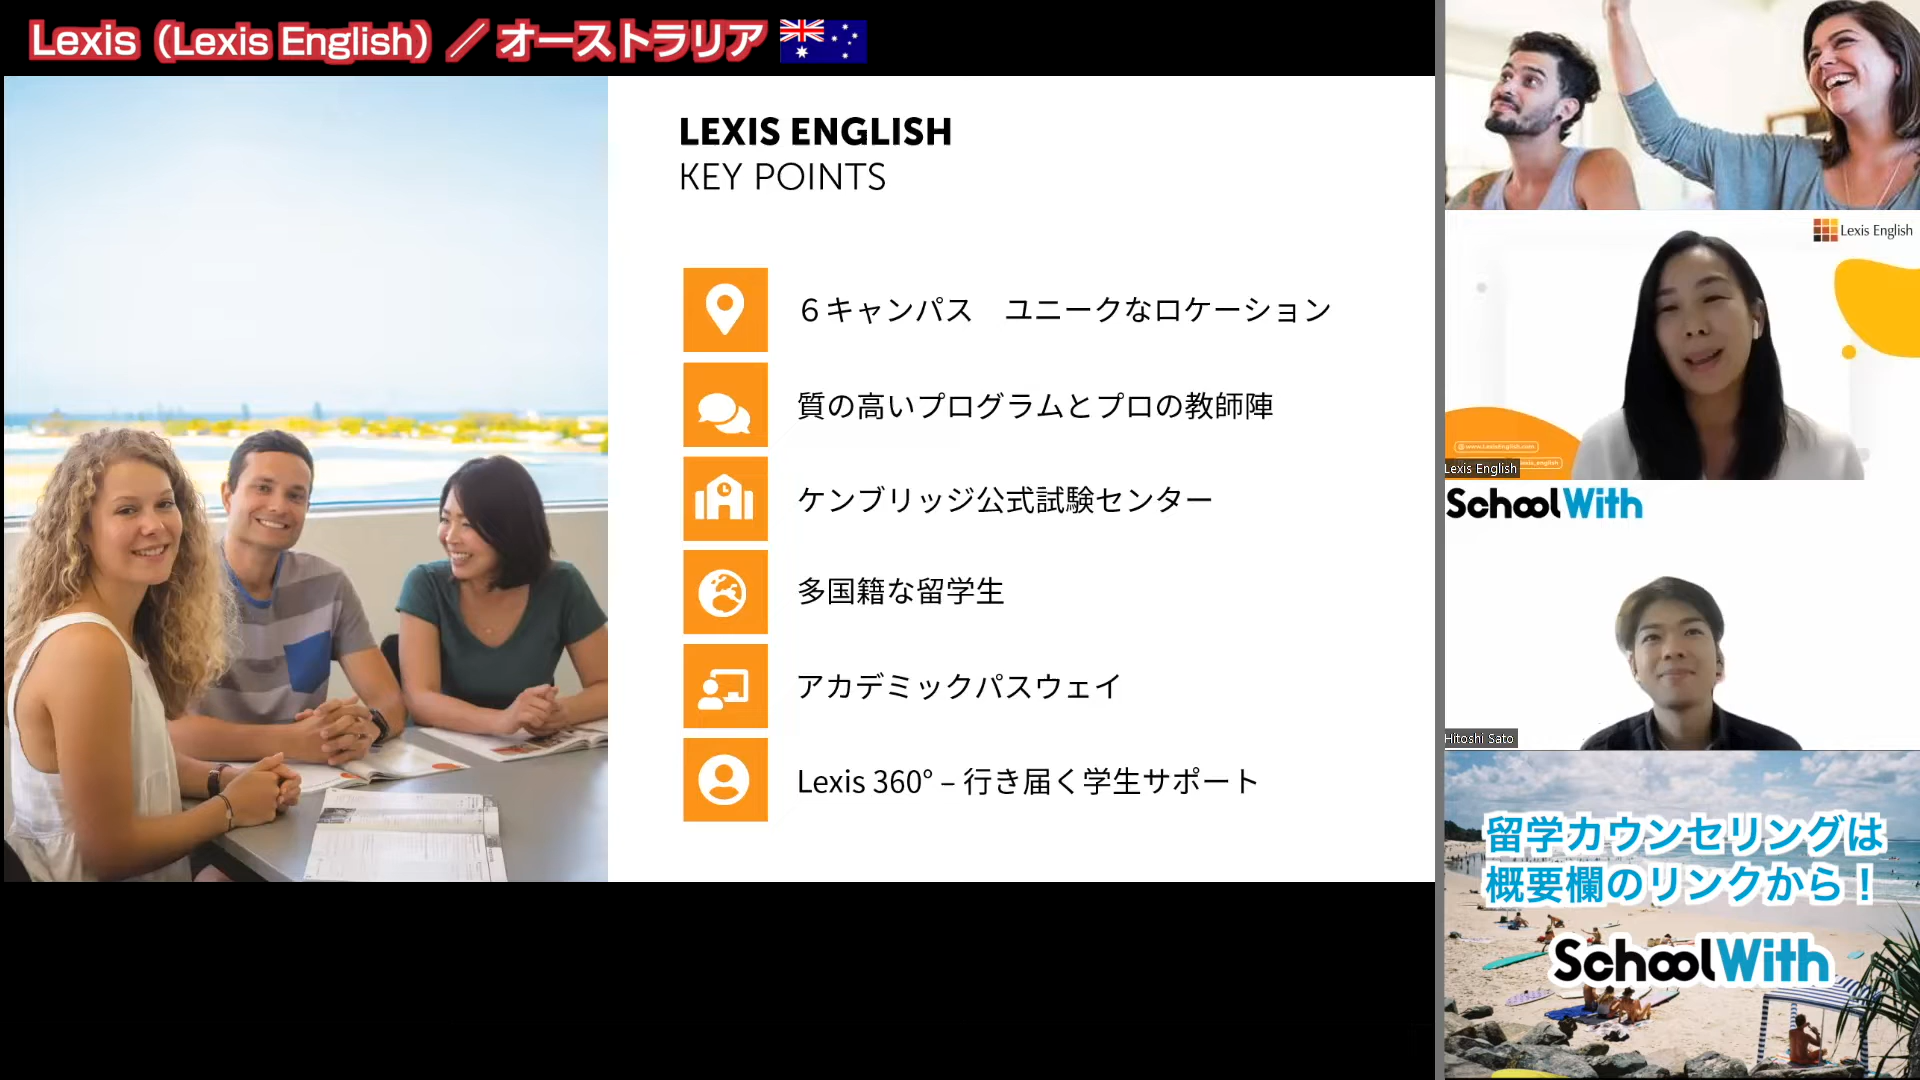 Lexis（Lexis English）／オーストラリア
LEXIS ENGLISH
KEY POINTS
６キャンパス　ユニークなロケーション
質の高いプログラムとプロの教師陣
ケンブリッジ公式試験センター
多国籍な留学生
アカデミックパスウェイ
Lexis 360° – 行き届く学生サポート
Lexis English
www.LexisEnglish.com
Lexis English
SchoolWith
Hitoshi Sato
留学カウンセリングは
概要欄のリンクから！
SchoolWith